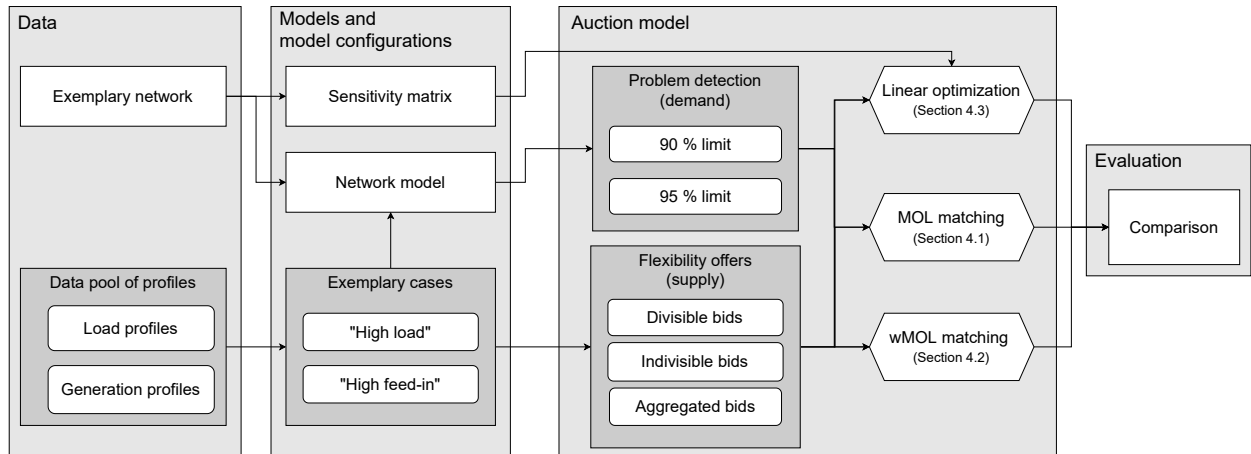 Data
Exemplary network
Data pool of profiles
Load profiles
Generation profiles
Models and
model configurations
Sensitivity matrix
Network model
Exemplary cases
"High load"
"High feed-in"
Auction model
Problem detection
(demand)
90 % limit
95 % limit
Flexibility offers
(supply)
Divisible bids
Indivisible bids
Aggregated bids
Linear optimization
(Section 4.3)
MOL matching
(Section 4.1)
wMOL matching
(Section 4.2)
Evaluation
Comparison